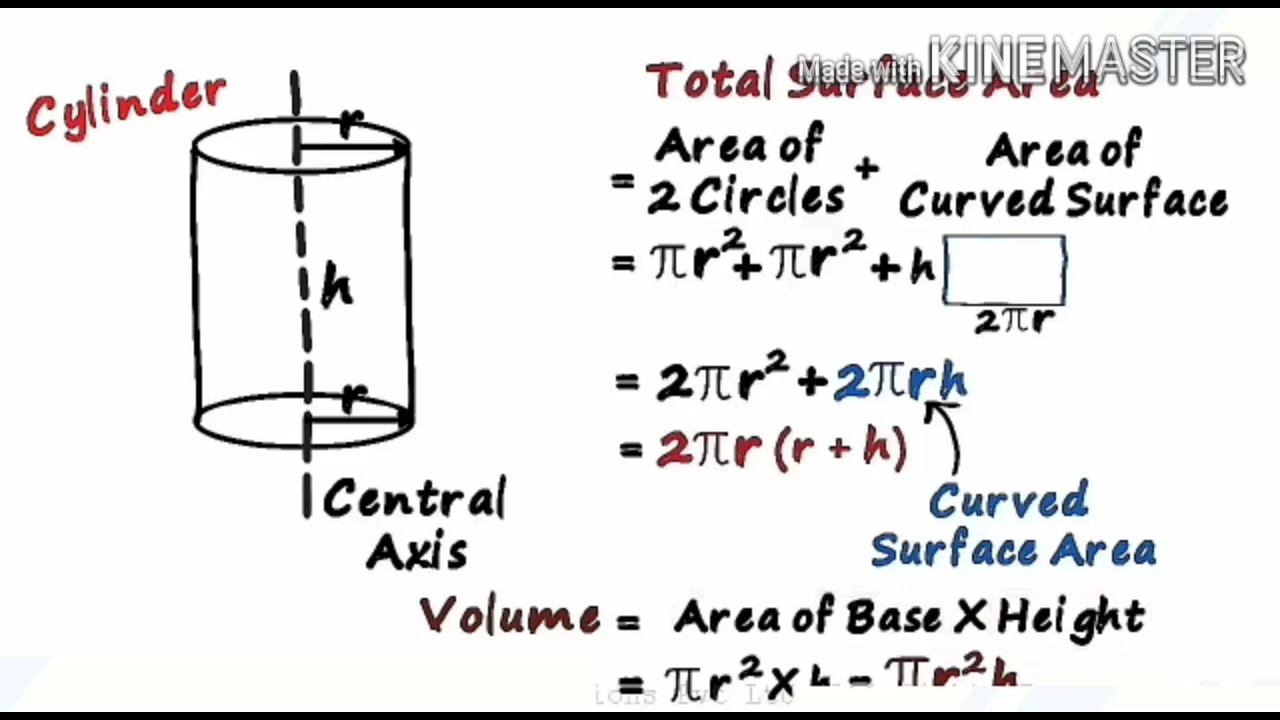 Made with KINEMASTER
Cylinder
r
h
r
Central
Axis
Total Surface Area
= Area of 2 Circles + Area of Curved Surface
= πr² + πr² + h
2πr
= 2πr² + 2πrh
= 2πr (r + h)
Curved
Surface Area
Volume = Area of Base X Height
= πr² X h = πr²h